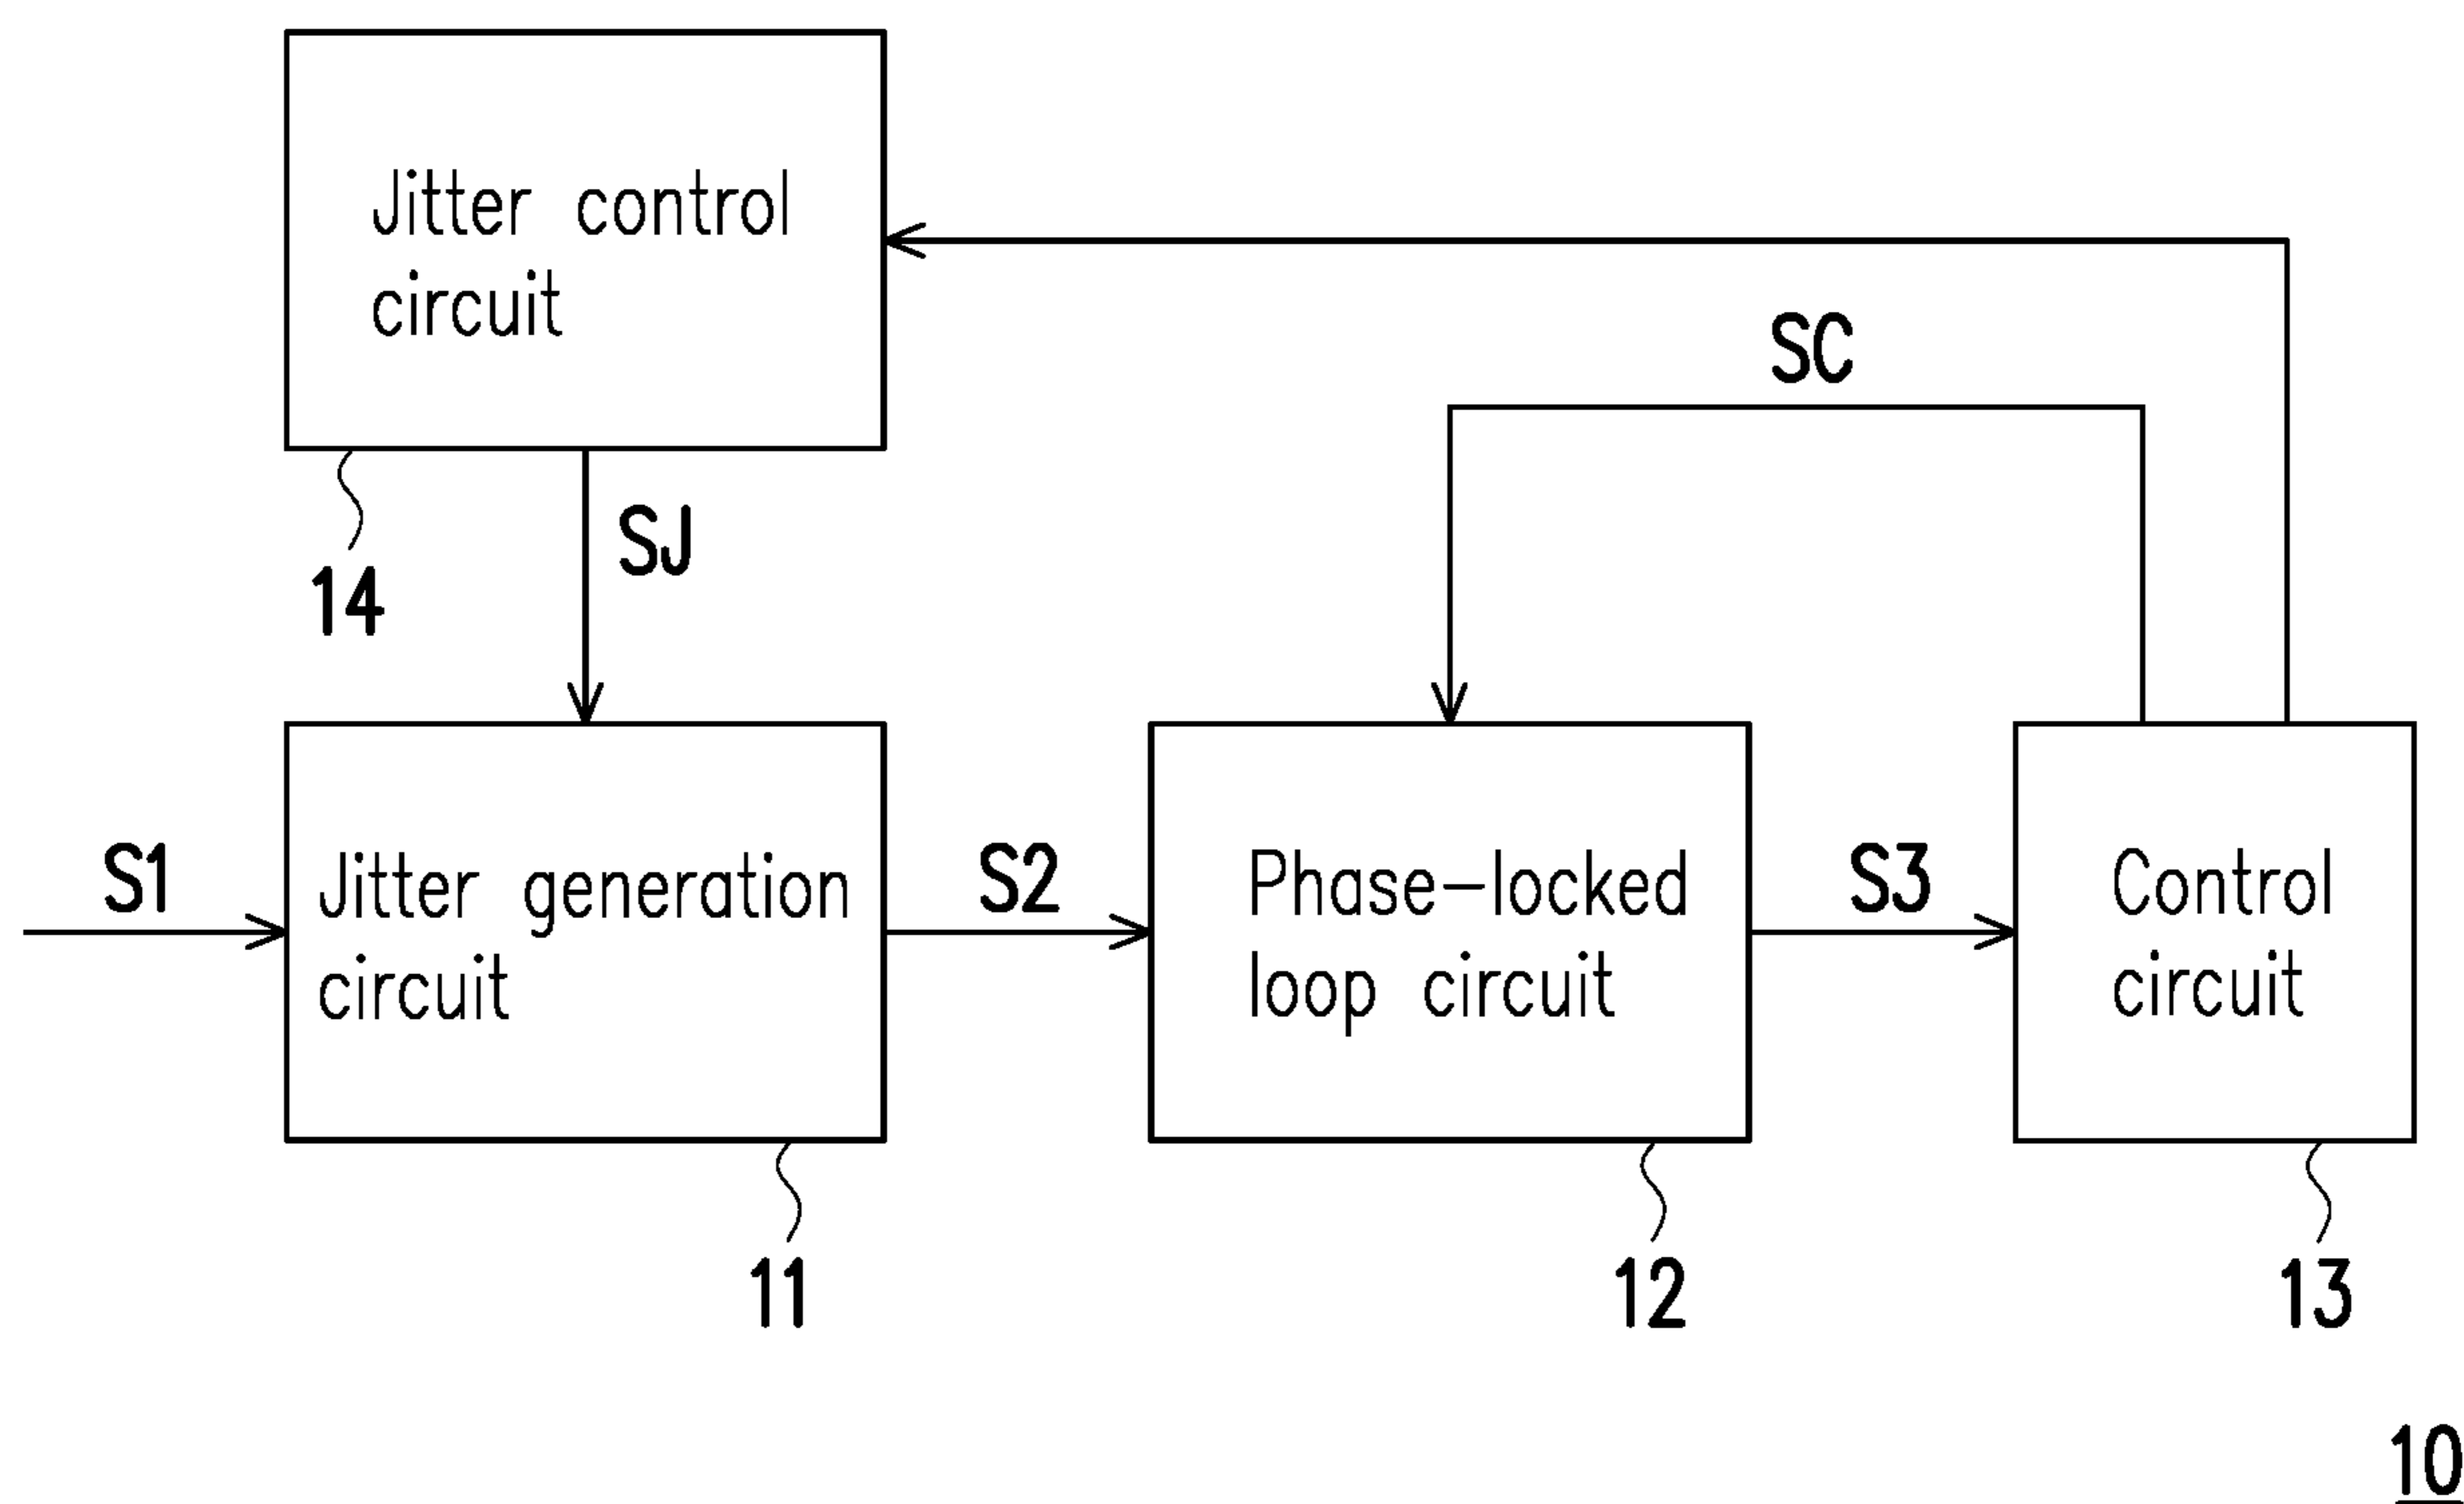 Jitter control
circuit
SC
SJ
14
S1
Jitter generation
circuit
S2
Phase-locked
loop circuit
S3
Control
circuit
11
12
13
10